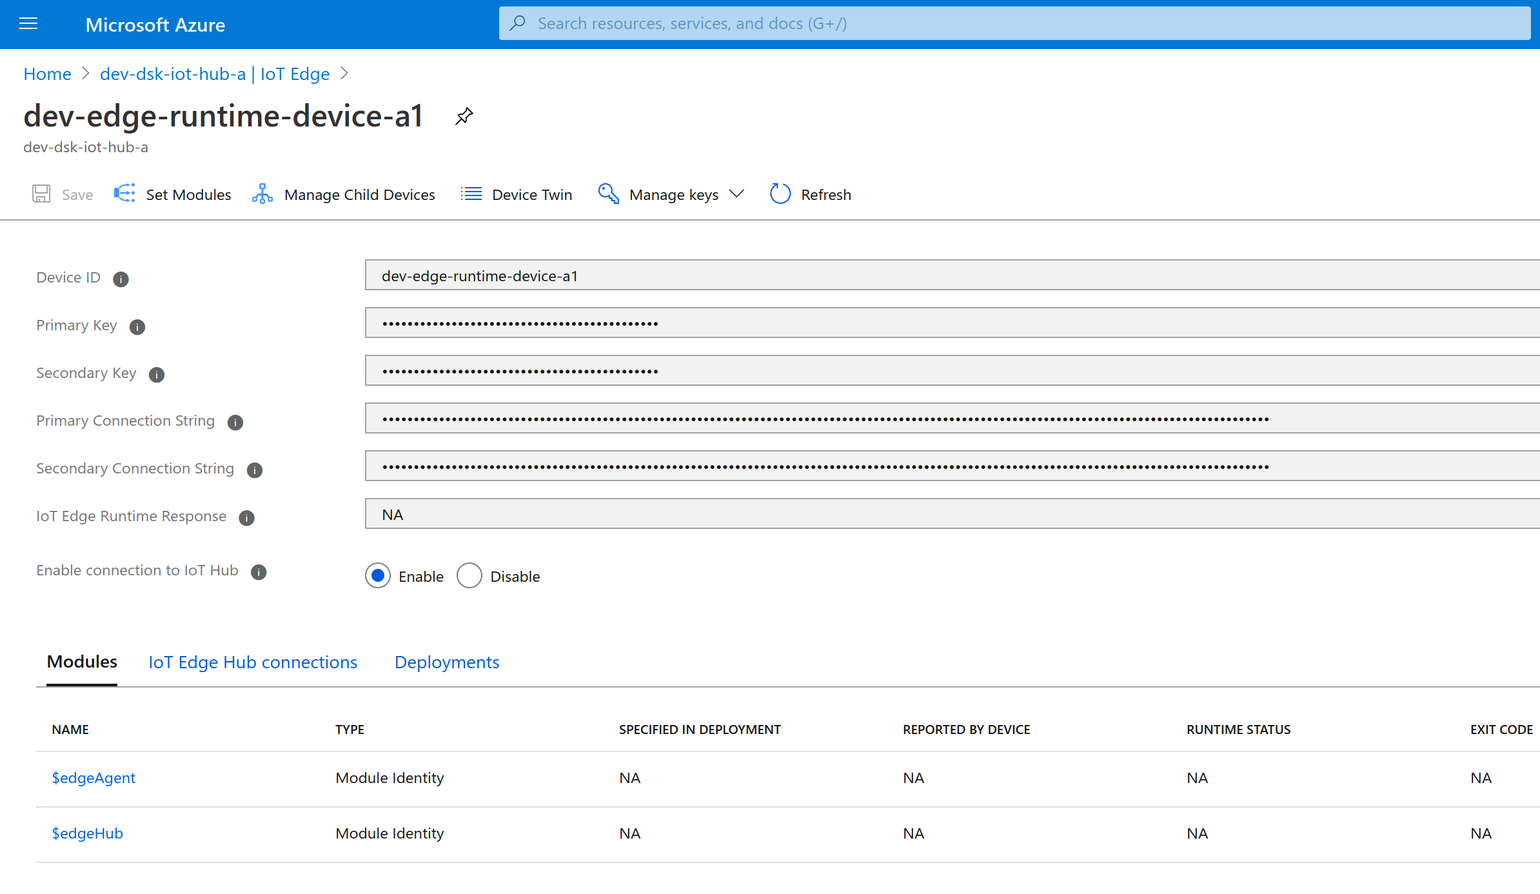 Microsoft Azure
Search resources, services, and docs (G+/)
Home > dev-dsk-iot-hub-a | IoT Edge >
dev-edge-runtime-device-a1
dev-dsk-iot-hub-a
Save Set Modules Manage Child Devices Device Twin Manage keys Refresh
Device ID dev-edge-runtime-device-a1
Primary Key
Secondary Key
Primary Connection String
Secondary Connection String
IoT Edge Runtime Response NA
Enable connection to IoT Hub Enable Disable
Modules IoT Edge Hub connections Deployments
NAME TYPE SPECIFIED IN DEPLOYMENT REPORTED BY DEVICE RUNTIME STATUS EXIT CODE
$edgeAgent Module Identity NA NA NA NA
$edgeHub Module Identity NA NA NA NA